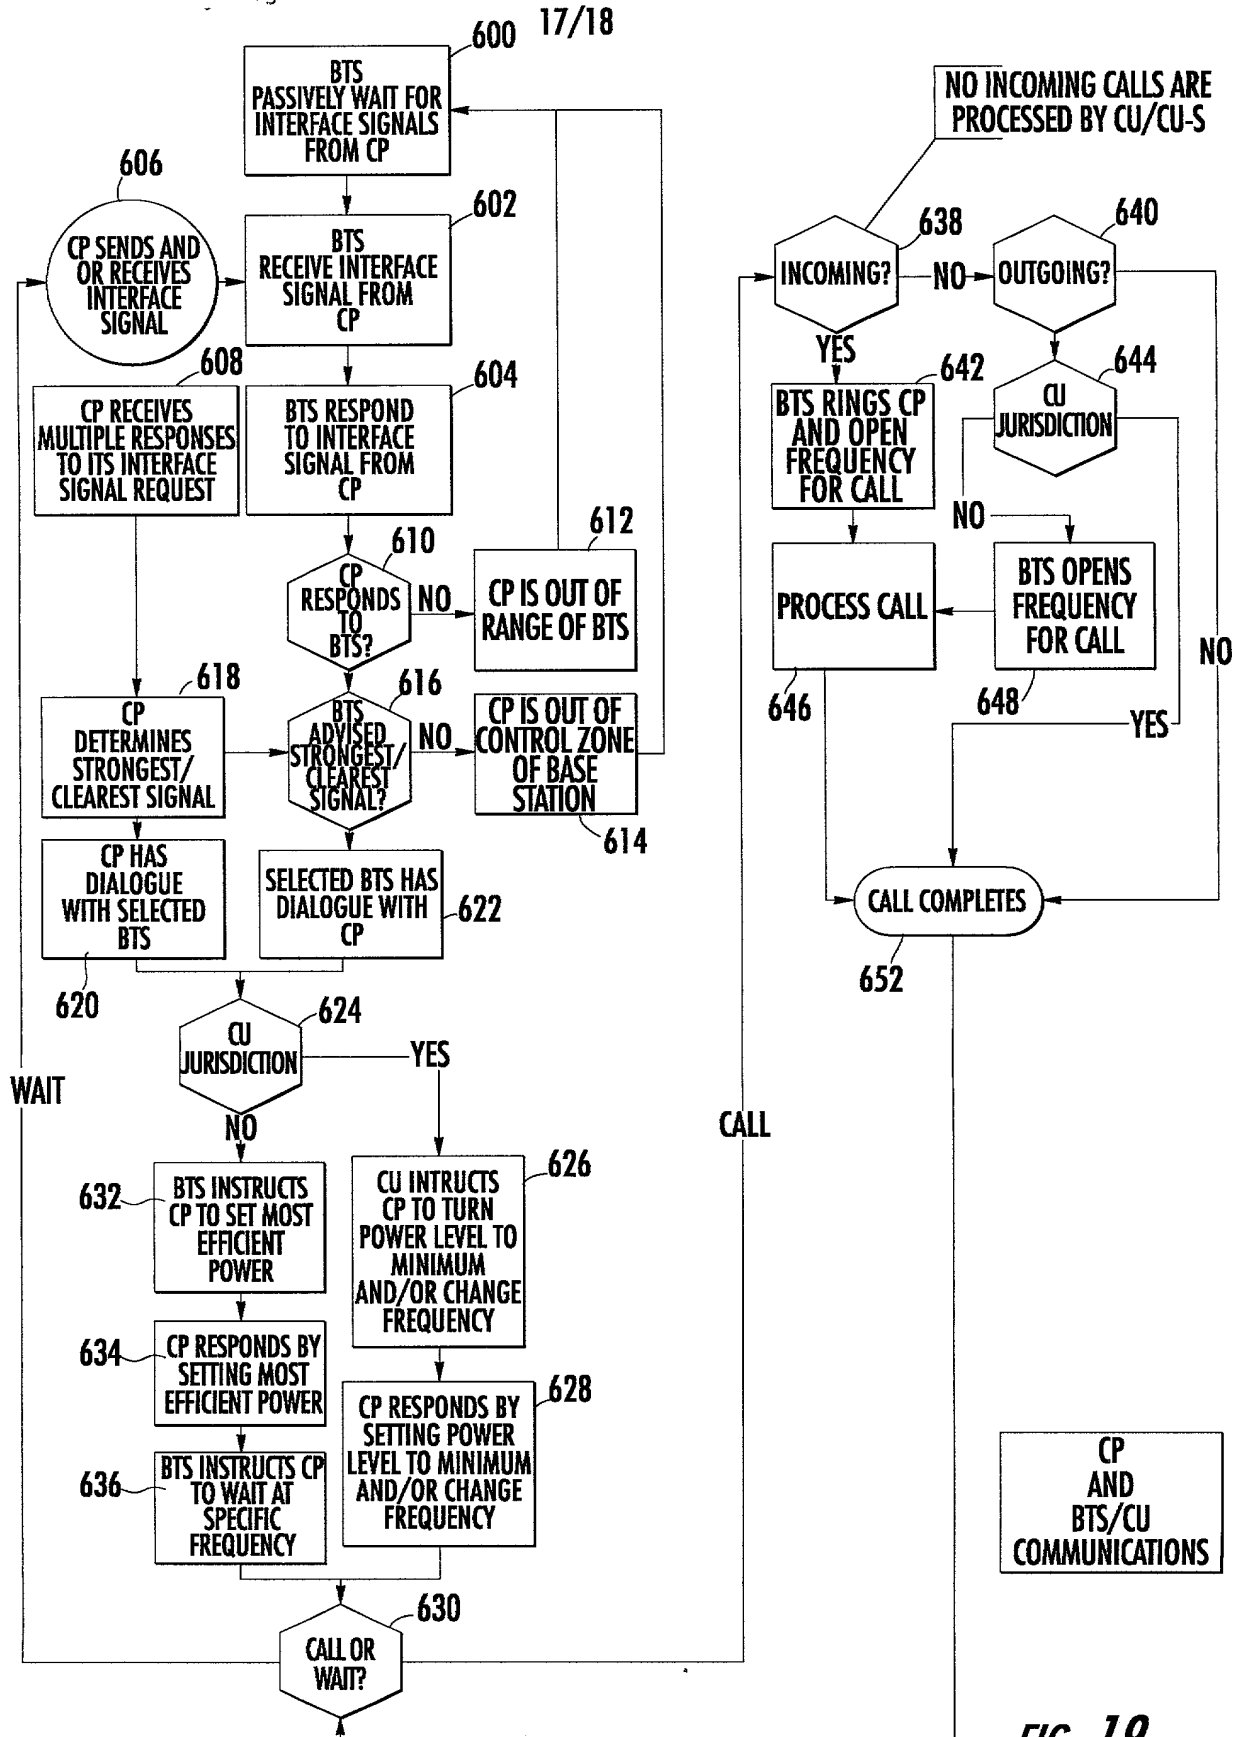 17/18
600
BTS
PASSIVELY WAIT FOR
INTERFACE SIGNALS
FROM CP
NO INCOMING CALLS ARE
PROCESSED BY CU/CU-S
606
CP SENDS AND
OR RECEIVES
INTERFACE
SIGNAL
602
BTS
RECEIVE INTERFACE
SIGNAL FROM
CP
638
INCOMING?
NO
640
OUTGOING?
YES
608
CP RECEIVES
MULTIPLE RESPONSES
TO ITS INTERFACE
SIGNAL REQUEST
604
BTS RESPOND
TO INTERFACE
SIGNAL FROM
CP
642
BTS RINGS CP
AND OPEN
FREQUENCY
FOR CALL
644
CU
JURISDICTION
NO
610
CP
RESPONDS
TO
BTS?
NO
612
CP IS OUT OF
RANGE OF BTS
PROCESS CALL
646
BTS OPENS
FREQUENCY
FOR CALL
648
NO
YES
618
CP
DETERMINES
STRONGEST/
CLEAREST SIGNAL
616
BTS
ADVISED
STRONGEST/
CLEAREST
SIGNAL?
NO
CP IS OUT OF
CONTROL ZONE
OF BASE
STATION
614
CP HAS
DIALOGUE
WITH SELECTED
BTS
620
SELECTED BTS HAS
DIALOGUE WITH
CP
622
CALL COMPLETES
652
624
CU
JURISDICTION
YES
NO
WAIT
CALL
632
BTS INSTRUCTS
CP TO SET MOST
EFFICIENT
POWER
626
CU INTRUCTS
CP TO TURN
POWER LEVEL TO
MINIMUM
AND/OR CHANGE
FREQUENCY
634
CP RESPONDS BY
SETTING MOST
EFFICIENT POWER
628
CP RESPONDS BY
SETTING POWER
LEVEL TO MINIMUM
AND/OR CHANGE
FREQUENCY
636
BTS INSTRUCTS CP
TO WAIT AT
SPECIFIC
FREQUENCY
CP
AND
BTS/CU
COMMUNICATIONS
630
CALL OR
WAIT?
FIG.